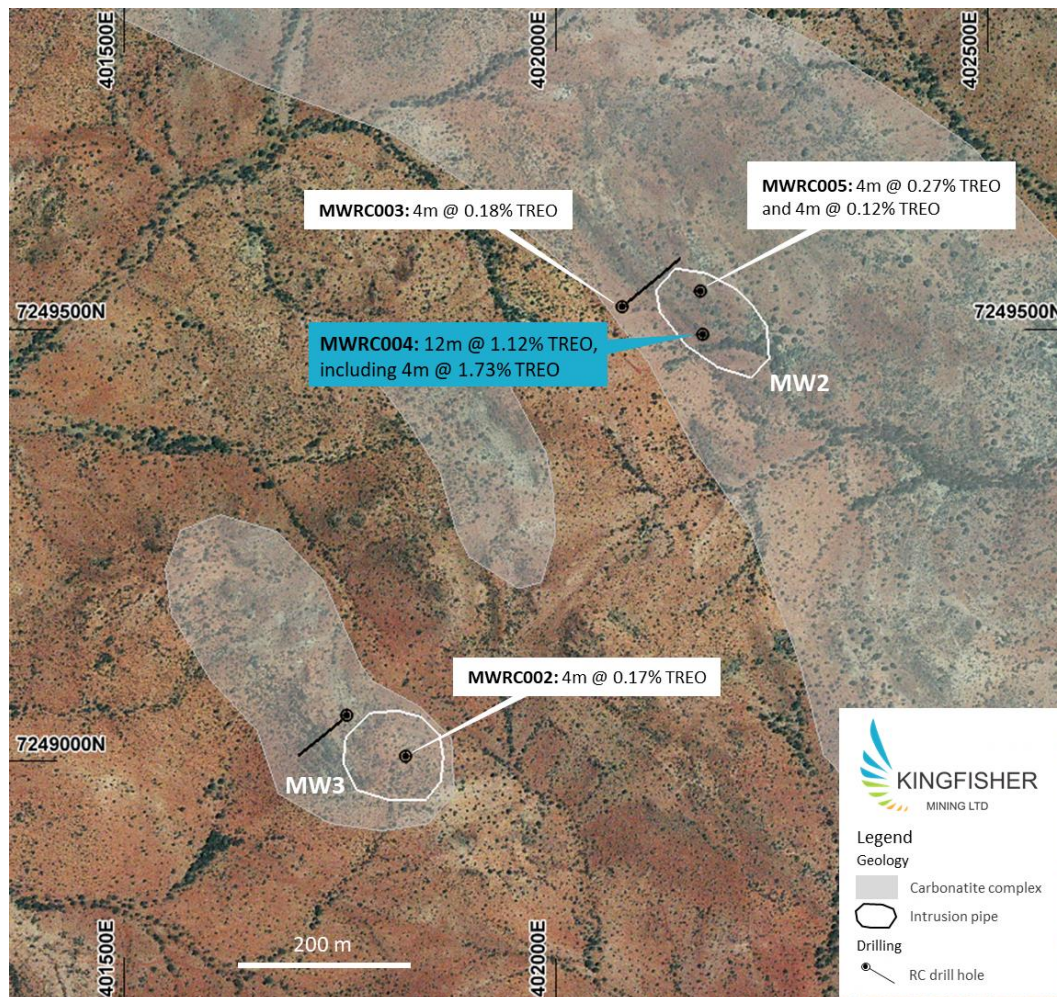 401500E
402000E
402500E
MWRC003: 4m @ 0.18% TREO
MWRC005: 4m @ 0.27% TREO
and 4m @ 0.12% TREO
7249500N
7249500N
MWRC004: 12m @ 1.12% TREO,
including 4m @ 1.73% TREO
MW2
MWRC002: 4m @ 0.17% TREO
7249000N
MW3
KINGFISHER
MINING LTD
Legend
Geology
Carbonatite complex
Intrusion pipe
Drilling
RC drill hole
401500E
402000E
200 m